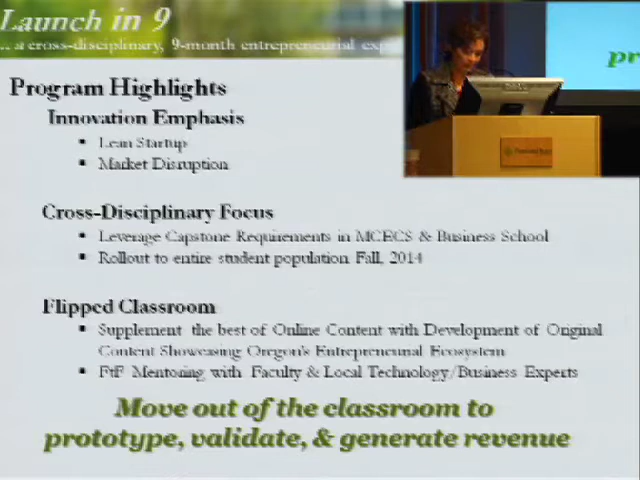 Launch in 9
... a cross-disciplinary, 9-month entrepreneurial exp
Program Highlights
Innovation Emphasis
▪ Lean Startup
▪ Market Disruption
Cross-Disciplinary Focus
▪ Leverage Capstone Requirements in MCECS & Business School
▪ Rollout to entire student population Fall, 2014
Flipped Classroom
▪ Supplement the best of Online Content with Development of Original
Content Showcasing Oregon's Entrepreneurial Ecosystem
▪ FtF Mentoring with Faculty & Local Technology/Business Experts
Move out of the classroom to
prototype, validate, & generate revenue
pr